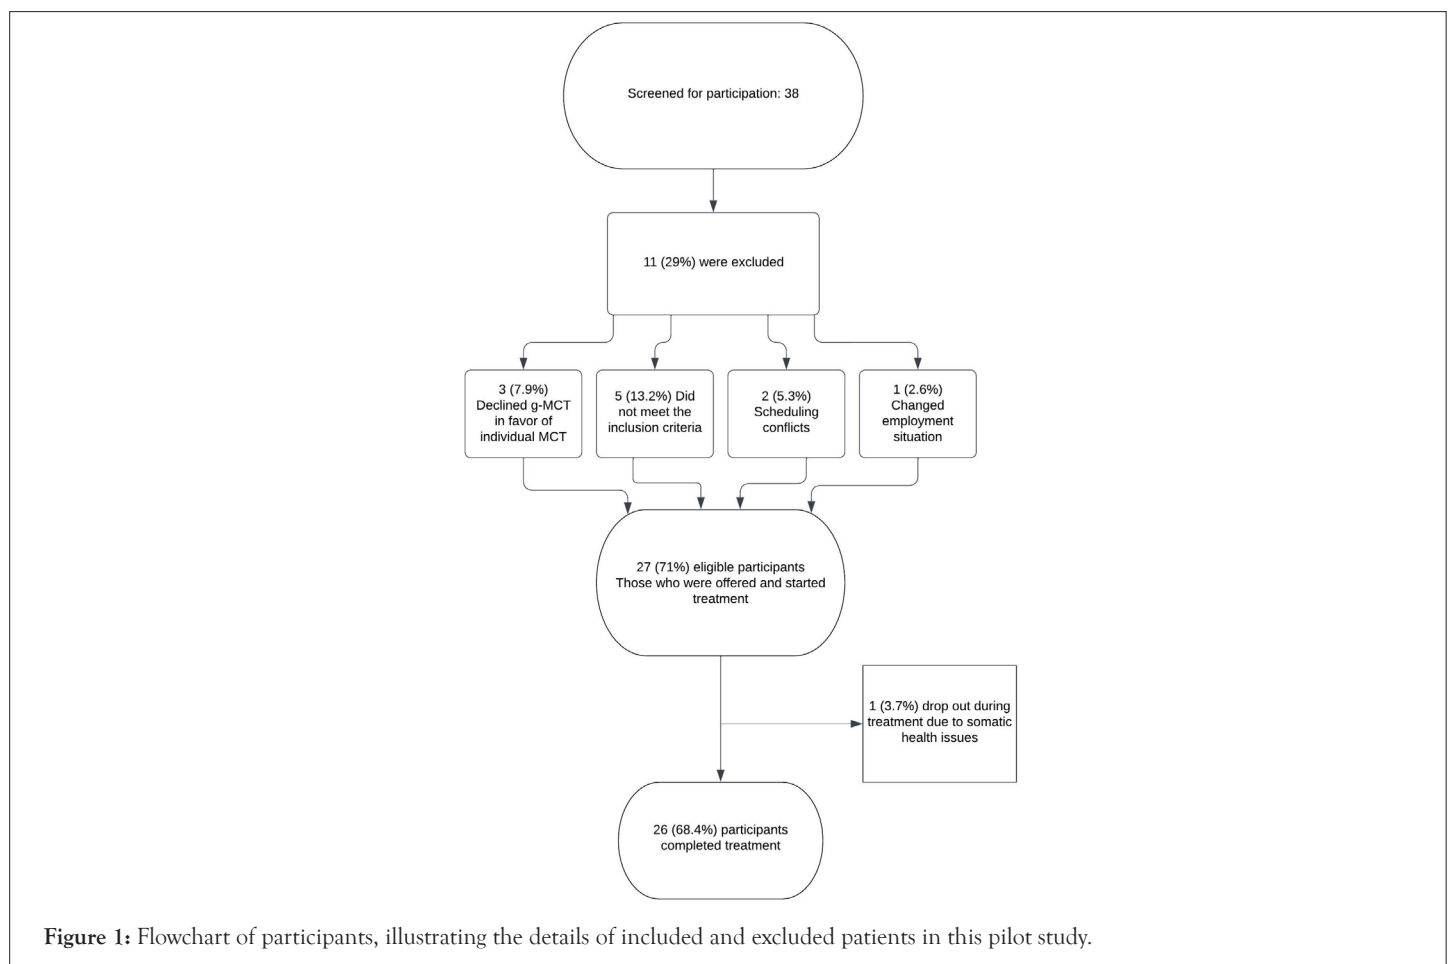 Screened for participation: 38
11 (29%) were excluded
3 (7.9%)
Declined g-MCT
in favor of
individual MCT
5 (13.2%) Did
not meet the
inclusion criteria
2 (5.3%)
Scheduling
conflicts
1 (2.6%)
Changed
employment
situation
27 (71%) eligible participants
Those who were offered and started
treatment
1 (3.7%) drop out during
treatment due to somatic
health issues
26 (68.4%) participants
completed treatment
Figure 1: Flowchart of participants, illustrating the details of included and excluded patients in this pilot study.